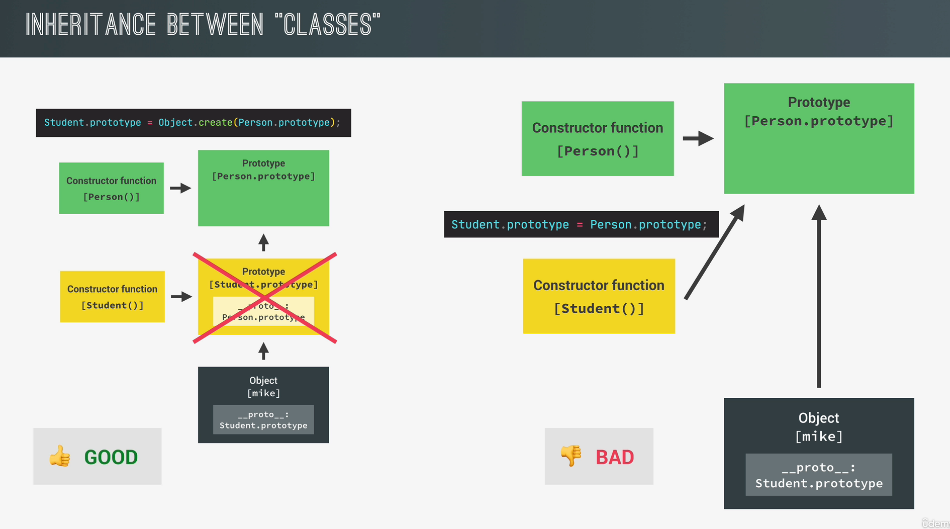 INHERITANCE BETWEEN "CLASSES"
Student.prototype = Object.create(Person.prototype);
Constructor function
[Person()]
Prototype
[Person.prototype]
Constructor function
[Student()]
Prototype
[Student.prototype]
__proto__:
Person.prototype
Object
[mike]
__proto__:
Student.prototype
GOOD
Constructor function
[Person()]
Prototype
[Person.prototype]
Student.prototype = Person.prototype;
Constructor function
[Student()]
Object
[mike]
__proto__:
Student.prototype
BAD